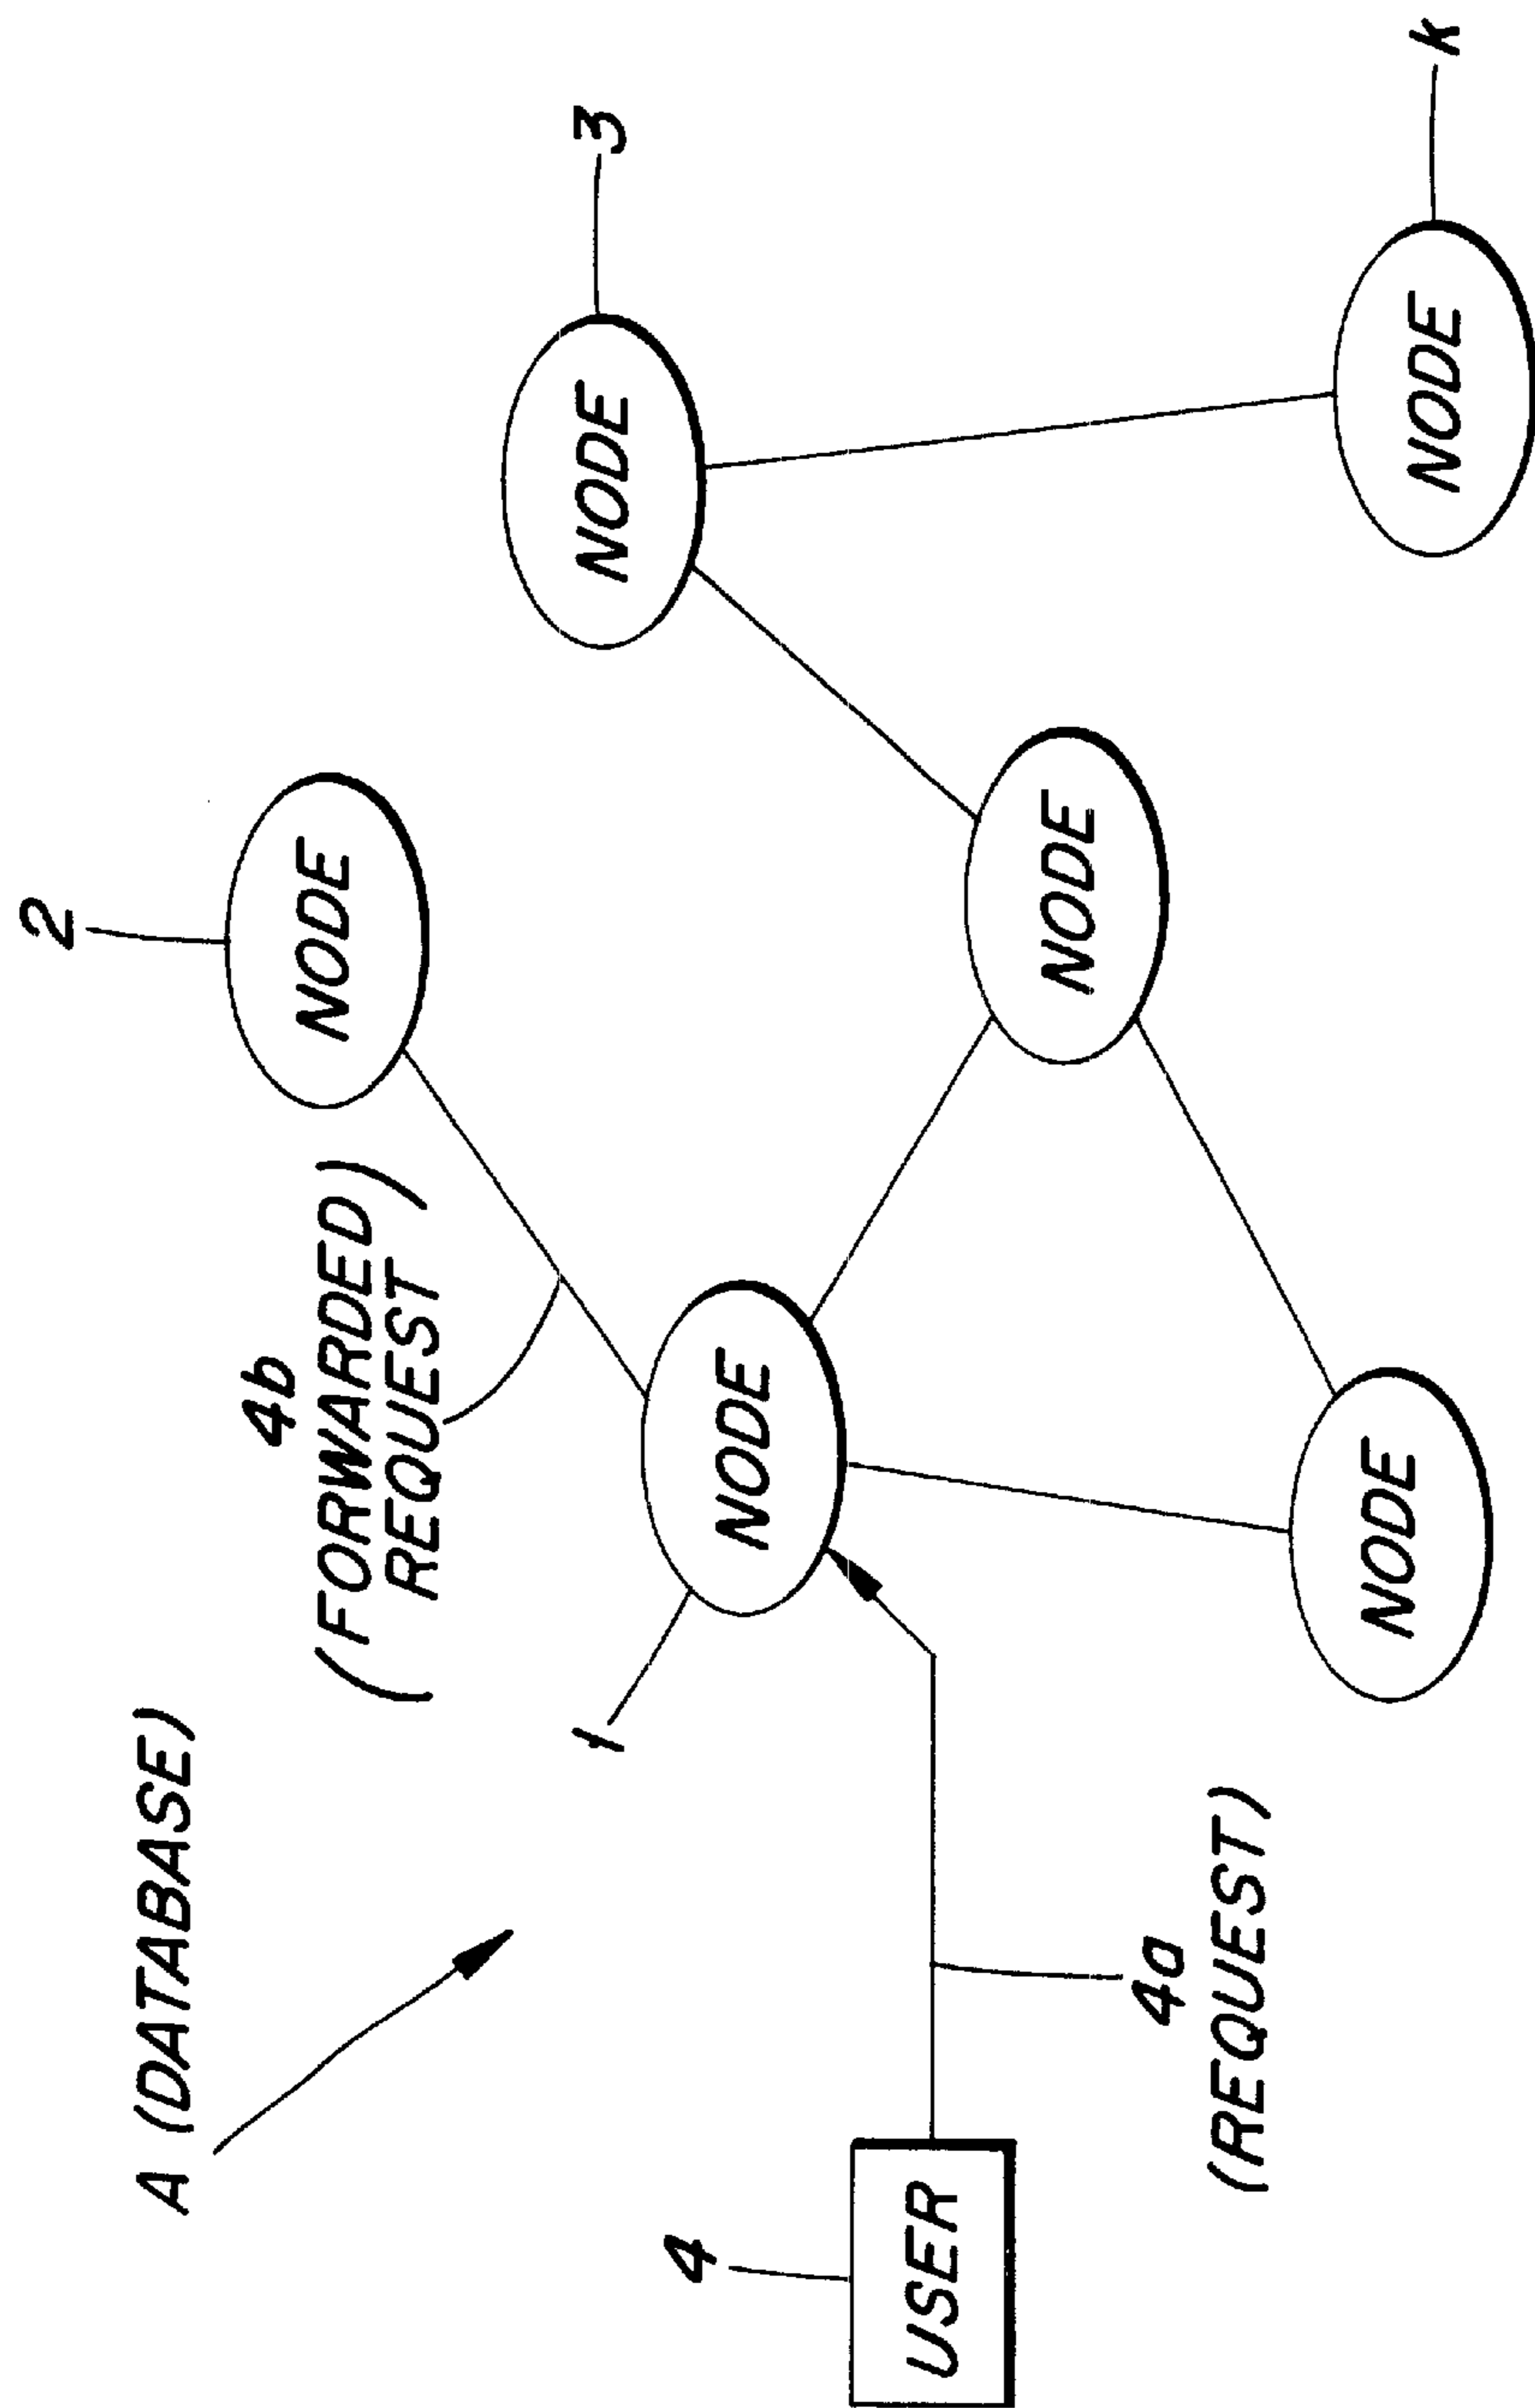 A (DATABASE)
2
4b
(FORWARDED
REQUEST)
NODE
3
NODE
1
NODE
4
USER
NODE
4a
(REQUEST)
NODE
NODE
K